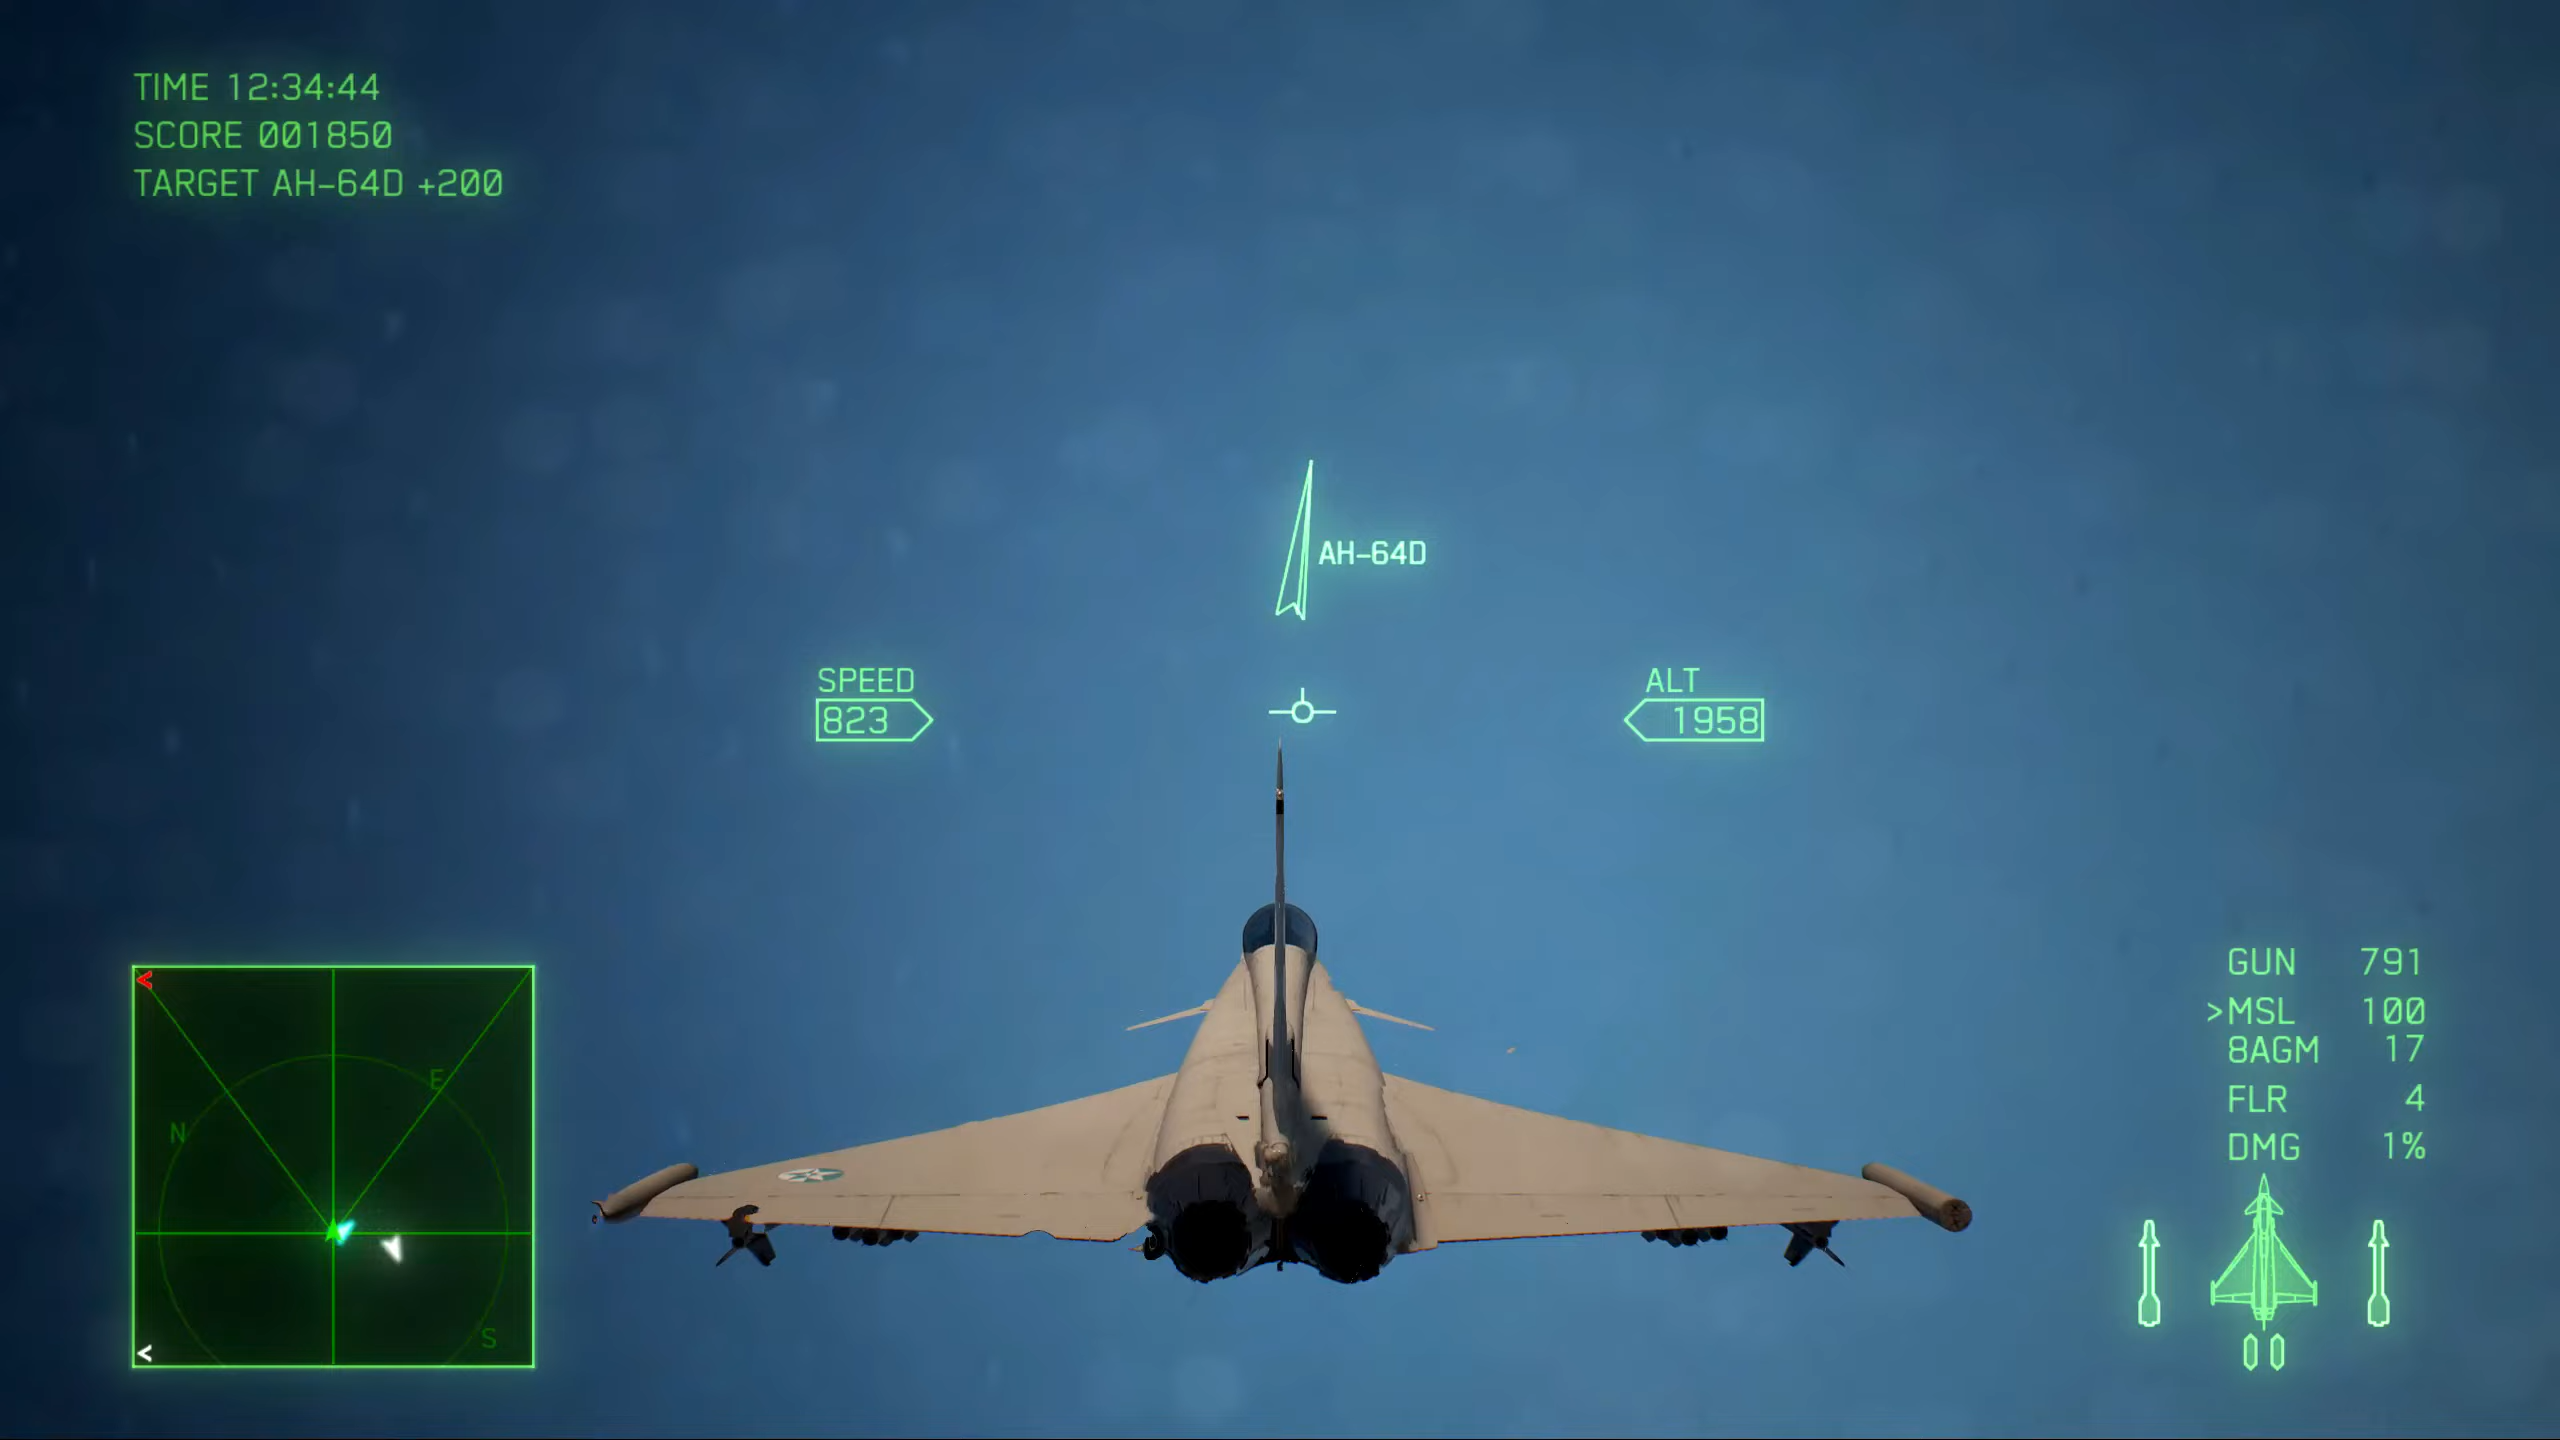 TIME 12:34:44
SCORE 001850
TARGET AH-64D +200
AH-64D
SPEED
823
ALT
1958
GUN 791
>MSL 100
8AGM 17
FLR 4
DMG 1%
E
N
S